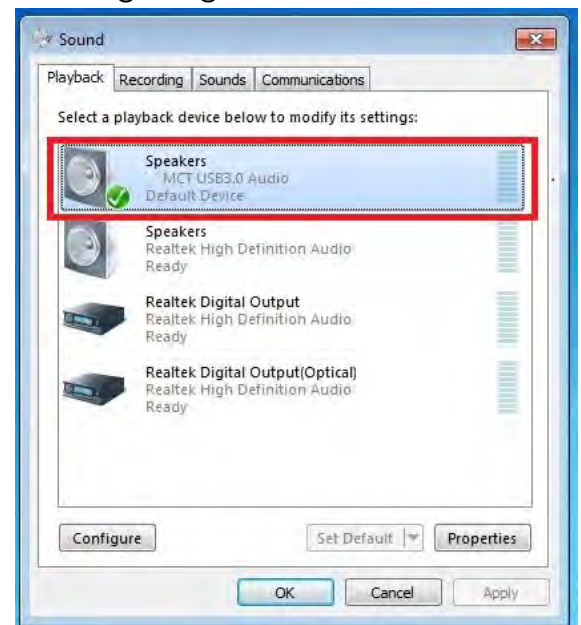 Sound
Playback Recording Sounds Communications
Select a playback device below to modify its settings:
Speakers
MCT USB3.0 Audio
Default Device
Speakers
Realtek High Definition Audio
Ready
Realtek Digital Output
Realtek High Definition Audio
Ready
Realtek Digital Output(Optical)
Realtek High Definition Audio
Ready
Configure Set Default Properties
OK Cancel Apply